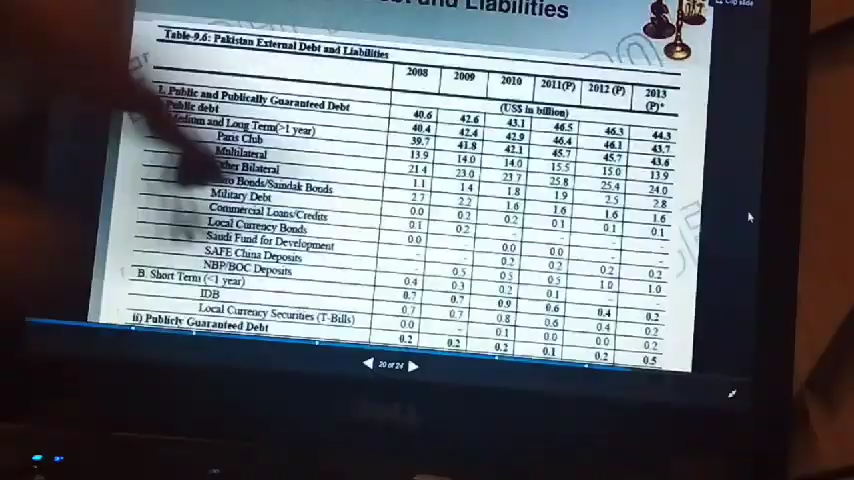 and Liabilities
Clip slide
Table-9.6: Pakistan External Debt and Liabilities
2008 2009 2010 2011(P) 2012 (P) 2013 (P)*
I. Public and Publically Guaranteed Debt (US$ in billion)
Public debt 40.6 42.6 43.1 46.5 46.3 44.3
Medium and Long Term(>1 year) 40.4 42.4 42.9 46.4 46.1 43.7
Paris Club 39.7 41.8 42.1 45.7 45.7 43.6
Multilateral 13.9 14.0 14.0 15.5 15.0 13.9
Other Bilateral 21.4 23.0 23.7 25.8 25.4 24.0
Bonds/Saindak Bonds 1.1 1.4 1.8 1.9 2.5 2.8
Military Debt 2.7 2.2 1.6 1.6 1.6 1.6
Commercial Loans/Credits 0.0 0.2 0.2 0.1 0.1 0.1
Local Currency Bonds 0.1 0.2 - - - -
Saudi Fund for Development 0.0 0.0 0.0 - -
SAFE China Deposits - - 0.2 0.2 0.2 0.2
NBP/BOC Deposits - 0.5 0.5 0.5 1.0 1.0
B. Short Term (<1 year) 0.4 0.3 0.2 0.1 - -
IDB 0.7 0.7 0.9 0.6 0.4 0.2
Local Currency Securities (T-Bills) 0.7 0.7 0.8 0.6 0.4 0.2
ii) Publicly Guaranteed Debt 0.0 - 0.1 0.0 0.0 0.2
0.2 0.2 0.2 0.1 0.2 0.5
20 of 24